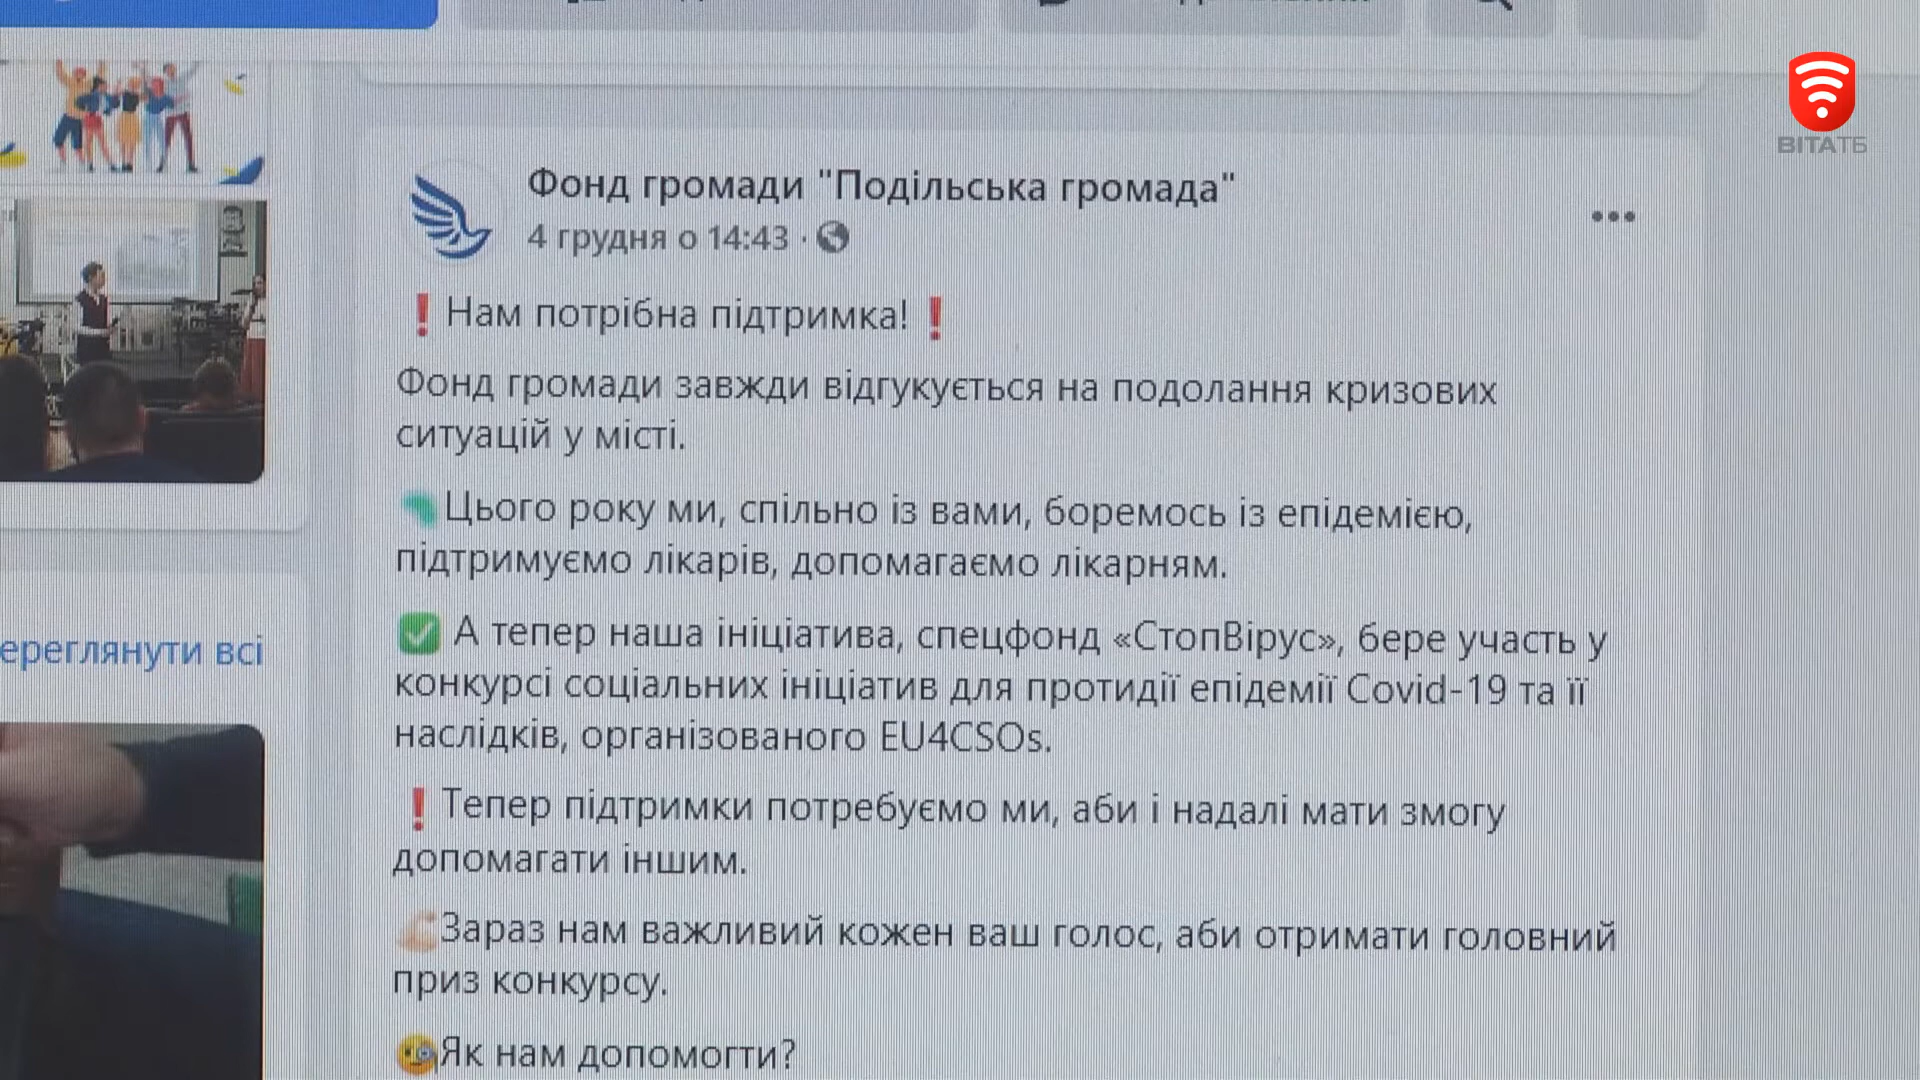 ВІТАТБ
Фонд громади "Подільська громада"
4 грудня о 14:43 ·
❗Нам потрібна підтримка!❗
Фонд громади завжди відгукується на подолання кризових
ситуацій у місті.
Цього року ми, спільно із вами, боремось із епідемією,
підтримуємо лікарів, допомагаємо лікарням.
✅ А тепер наша ініціатива, спецфонд «СтопВірус», бере участь у
конкурсі соціальних ініціатив для протидії епідемії Covid-19 та її
наслідків, організованого EU4CSOs.
❗Тепер підтримки потребуємо ми, аби і надалі мати змогу
допомагати іншим.
💪🏻Зараз нам важливий кожен ваш голос, аби отримати головний
приз конкурсу.
🧐Як нам допомогти?
ереглянути всі